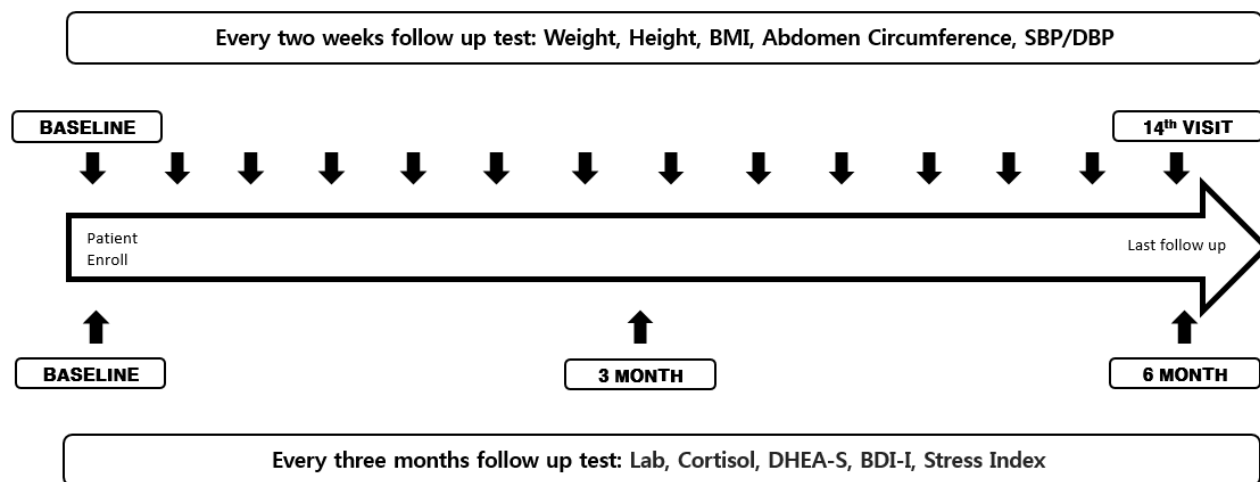 Every two weeks follow up test: Weight, Height, BMI, Abdomen Circumference, SBP/DBP
BASELINE
14th VISIT
Patient
Enroll
Last follow up
BASELINE
3 MONTH
6 MONTH
Every three months follow up test: Lab, Cortisol, DHEA-S, BDI-I, Stress Index